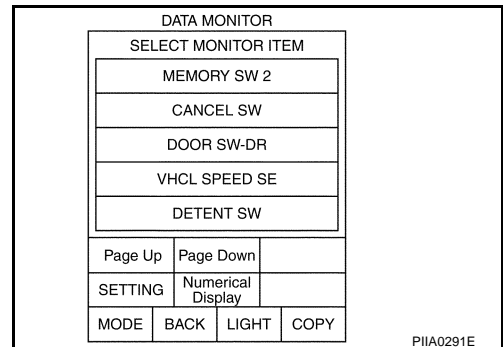 DATA MONITOR
SELECT MONITOR ITEM
MEMORY SW 2
CANCEL SW
DOOR SW-DR
VHCL SPEED SE
DETENT SW
Page Up Page Down
SETTING Numerical Display
MODE BACK LIGHT COPY
PIIA0291E